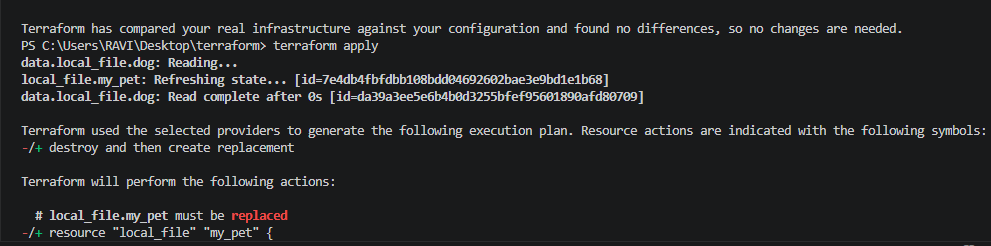 Terraform has compared your real infrastructure against your configuration and found no differences, so no changes are needed.
PS C:\Users\RAVI\Desktop\terraform> terraform apply
data.local_file.dog: Reading...
local_file.my_pet: Refreshing state... [id=7e4db4fbfdbb108bdd04692602bae3e9bd1e1b68]
data.local_file.dog: Read complete after 0s [id=da39a3ee5e6b4b0d3255bfef95601890afd80709]
Terraform used the selected providers to generate the following execution plan. Resource actions are indicated with the following symbols:
-/+ destroy and then create replacement
Terraform will perform the following actions:
# local_file.my_pet must be replaced
-/+ resource "local_file" "my_pet" {